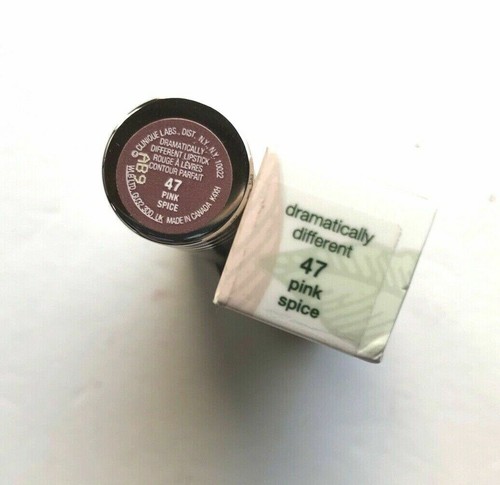 CLINIQUE LABS., DIST. N.Y., N.Y. 10022
DRAMATICALLY
DIFFERENT LIPSTICK
ROUGE À LÈVRES
CONTOUR PARFAIT
47
PINK
SPICE
MADE IN CANADA
AB9
dramatically
different
47
pink
spice